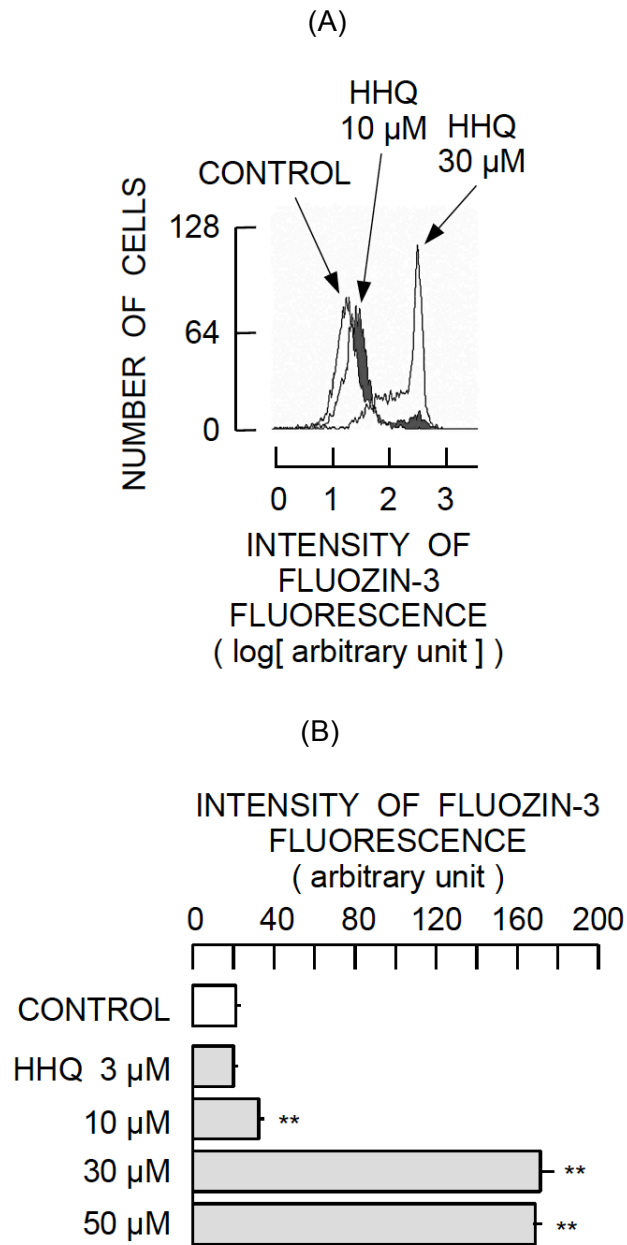 (A)
HHQ
10 µM
HHQ
30 µM
CONTROL
NUMBER OF CELLS
128
64
0
0 1 2 3
INTENSITY OF
FLUOZIN-3
FLUORESCENCE
( log[ arbitrary unit ] )
(B)
INTENSITY OF FLUOZIN-3
FLUORESCENCE
( arbitrary unit )
0 40 80 120 160 200
CONTROL
HHQ 3 µM
10 µM **
30 µM **
50 µM **